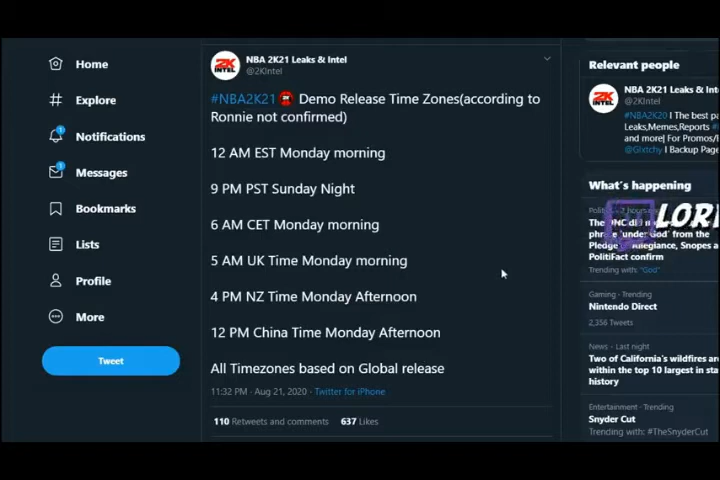 Home
Explore
Notifications
Messages
Bookmarks
Lists
Profile
More
Tweet
2K
INTEL
NBA 2K21 Leaks & Intel
@2KIntel
#NBA2K21 Demo Release Time Zones(according to
Ronnie not confirmed)
12 AM EST Monday morning
9 PM PST Sunday Night
6 AM CET Monday morning
5 AM UK Time Monday morning
4 PM NZ Time Monday Afternoon
12 PM China Time Monday Afternoon
All Timezones based on Global release
11:32 PM · Aug 21, 2020 · Twitter for iPhone
110 Retweets and comments 637 Likes
Relevant people
2K
INTEL
NBA 2K21 Leaks & Int
@2KIntel
#NBA2K20 I The best pa
Leaks,Memes,Reports
and more| For Promos/
@Glxtchy I Backup Page
What's happening
LOR
2 hours
phrase 'under God' from the
Pledge Allegiance, Snopes a
PolitiFact confirm
Trending with: "God"
Gaming · Trending
Nintendo Direct
2,356 Tweets
News · Last night
Two of California's wildfires ar
within the top 10 largest in sta
history
Entertainment · Trending
Snyder Cut
Trending with: #TheSnyderCut